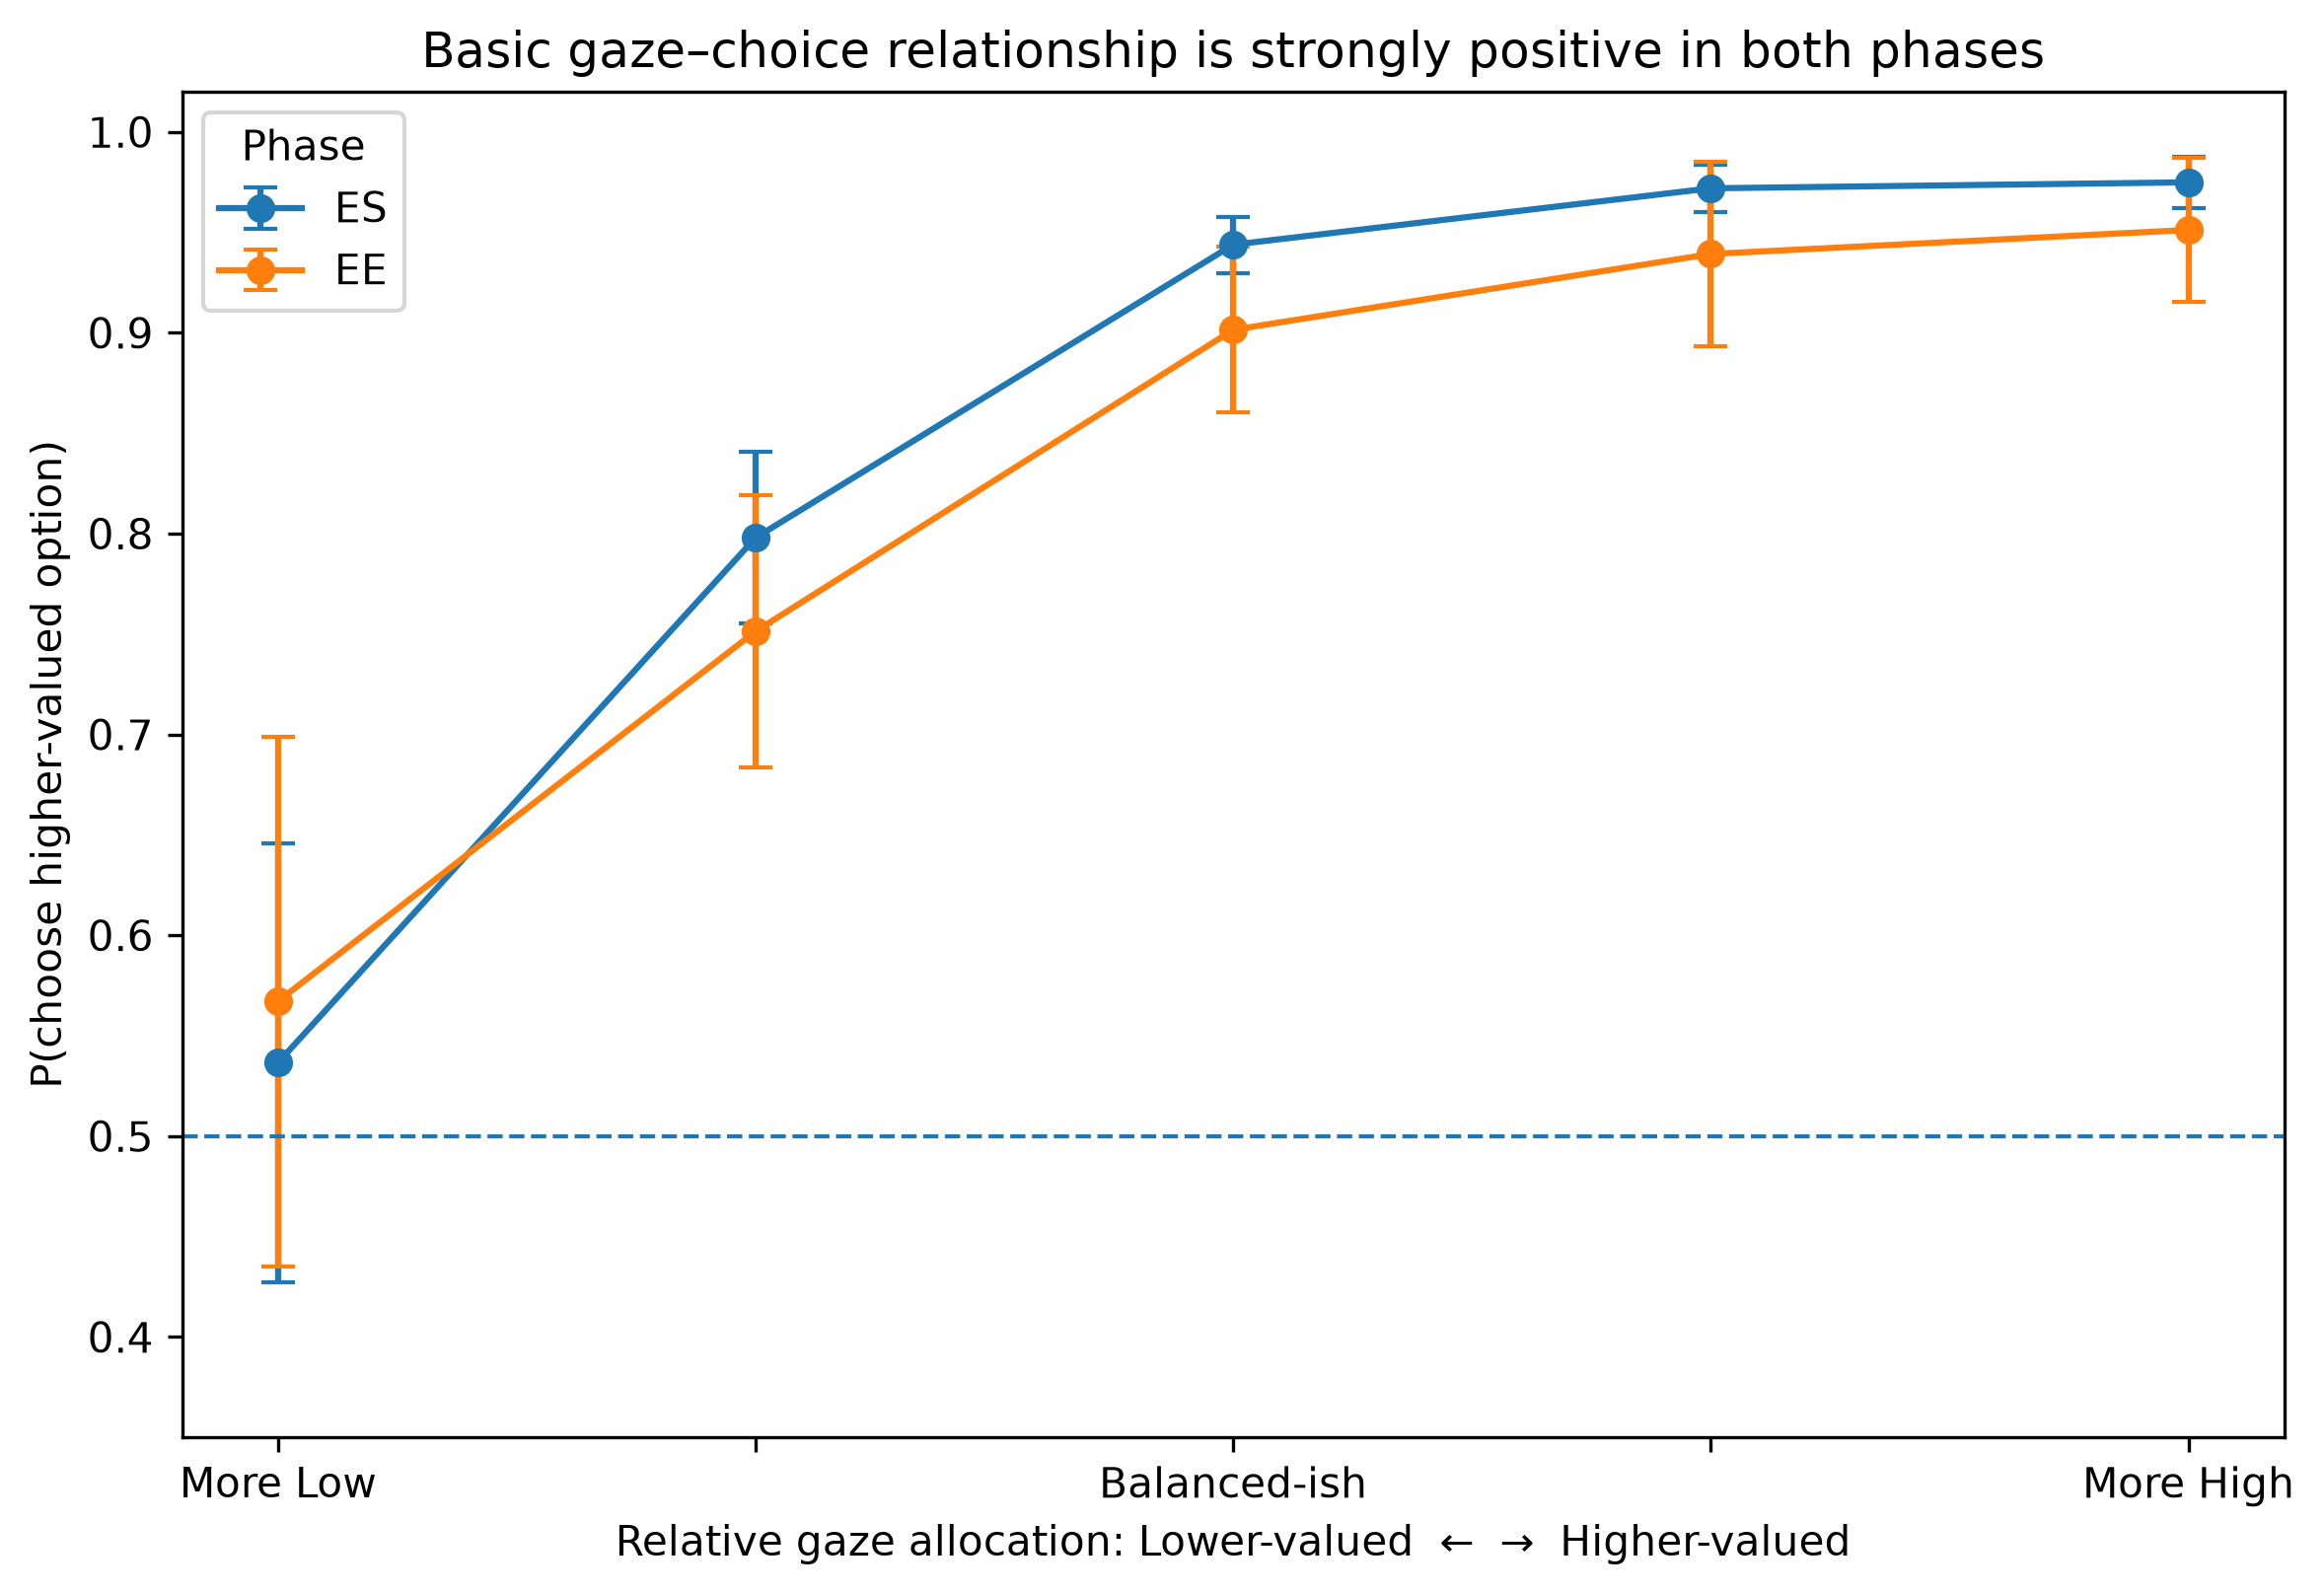 Basic gaze–choice relationship is strongly positive in both phases
Phase
ES
EE
P(choose higher-valued option)
1.0
0.9
0.8
0.7
0.6
0.5
0.4
More Low
Balanced-ish
More High
Relative gaze allocation: Lower-valued ← → Higher-valued